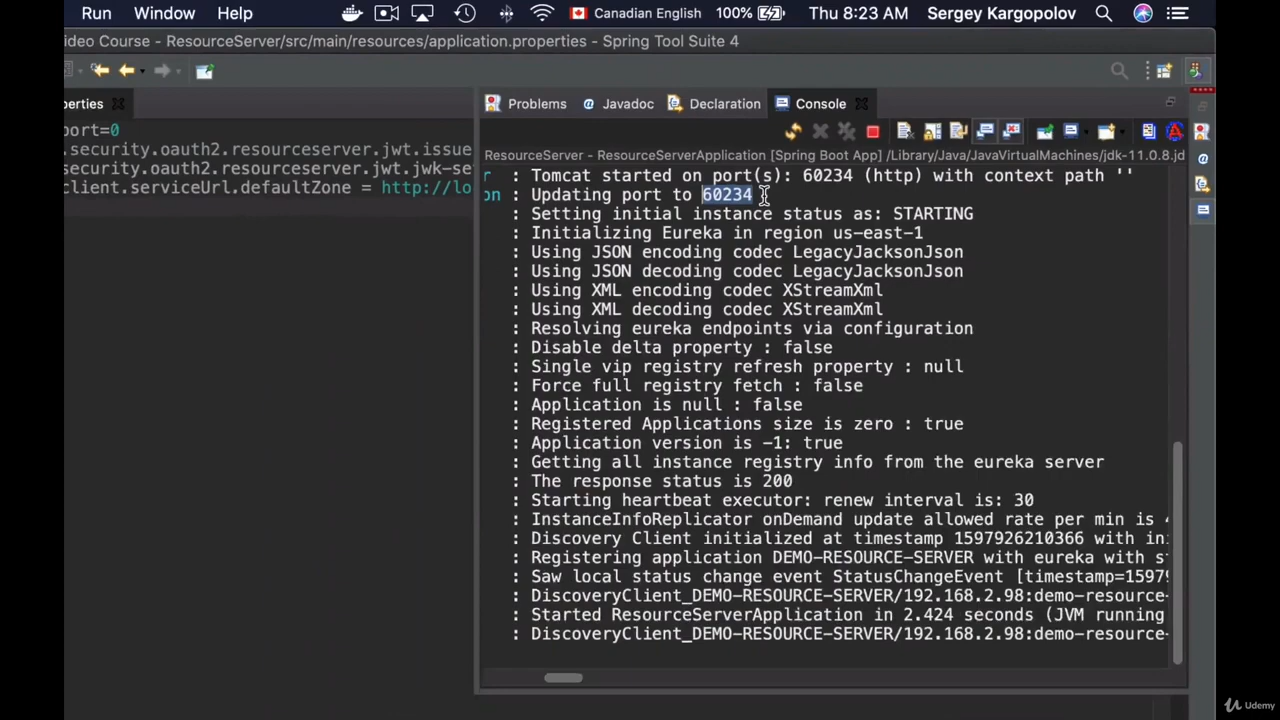 Run Window Help Canadian English 100% Thu 8:23 AM Sergey Kargopolov
ideo Course - ResourceServer/src/main/resources/application.properties - Spring Tool Suite 4
perties
port=0
.security.oauth2.resourceserver.jwt.issue
.security.oauth2.resourceserver.jwt.jwk-se
client.serviceUrl.defaultZone = http://lo
Problems Javadoc Declaration Console
ResourceServer - ResourceServerApplication [Spring Boot App] /Library/Java/JavaVirtualMachines/jdk-11.0.8.jd
r : Tomcat started on port(s): 60234 (http) with context path ''
on : Updating port to 60234
: Setting initial instance status as: STARTING
: Initializing Eureka in region us-east-1
: Using JSON encoding codec LegacyJacksonJson
: Using JSON decoding codec LegacyJacksonJson
: Using XML encoding codec XStreamXml
: Using XML decoding codec XStreamXml
: Resolving eureka endpoints via configuration
: Disable delta property : false
: Single vip registry refresh property : null
: Force full registry fetch : false
: Application is null : false
: Registered Applications size is zero : true
: Application version is -1: true
: Getting all instance registry info from the eureka server
: The response status is 200
: Starting heartbeat executor: renew interval is: 30
: InstanceInfoReplicator onDemand update allowed rate per min is 4
: Discovery Client initialized at timestamp 1597926210366 with ini
: Registering application DEMO-RESOURCE-SERVER with eureka with st
: Saw local status change event StatusChangeEvent [timestamp=15979
: DiscoveryClient_DEMO-RESOURCE-SERVER/192.168.2.98:demo-resource-
: Started ResourceServerApplication in 2.424 seconds (JVM running
: DiscoveryClient_DEMO-RESOURCE-SERVER/192.168.2.98:demo-resource-
Udemy